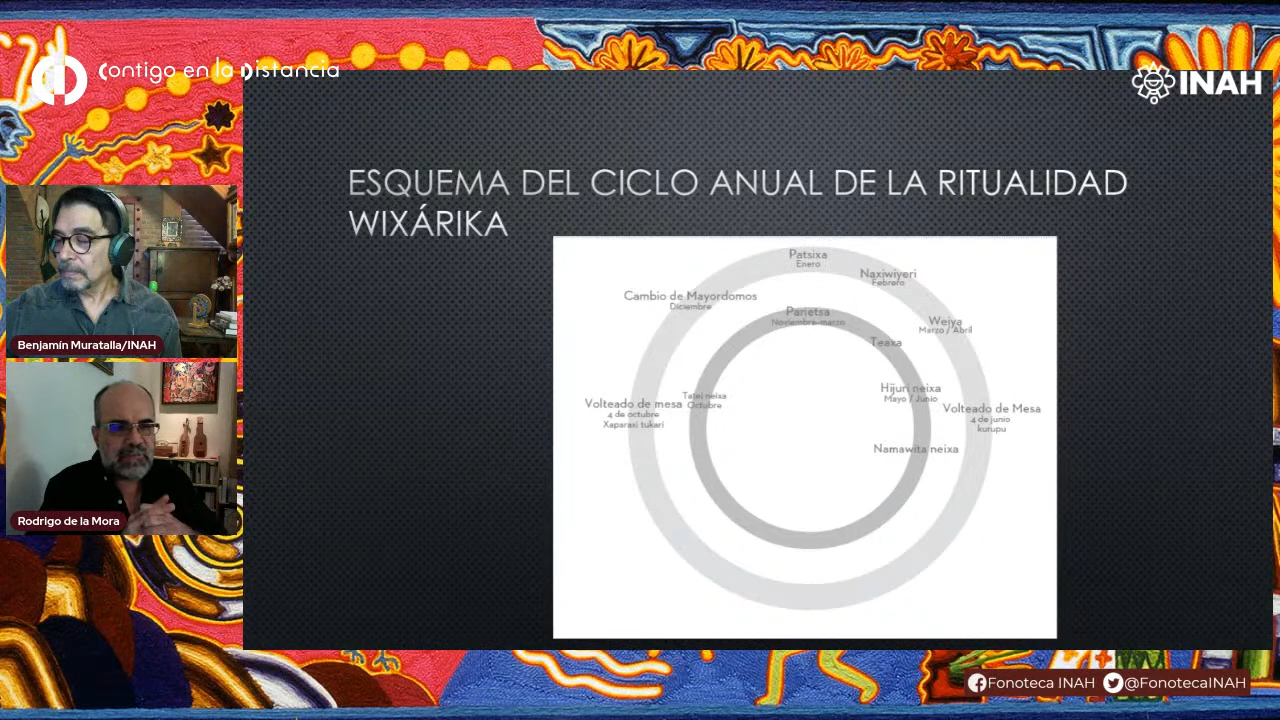 Contigo en la Distancia
INAH
ESQUEMA DEL CICLO ANUAL DE LA RITUALIDAD
WIXÁRIKA
Patsixa
Enero
Naxiwiyeri
Febrero
Cambio de Mayordomos
Diciembre
Parietsa
Noviembre-marzo
Weiya
Marzo / Abril
Teaxa
Hijuri neixa
Mayo / Junio
Tatei neixa
Octubre
Volteado de mesa
4 de octubre
Xaparaxi tukari
Volteado de Mesa
4 de junio
kurupu
Namawita neixa
Benjamín Muratalla/INAH
Rodrigo de la Mora
Fonoteca INAH
@FonotecaINAH